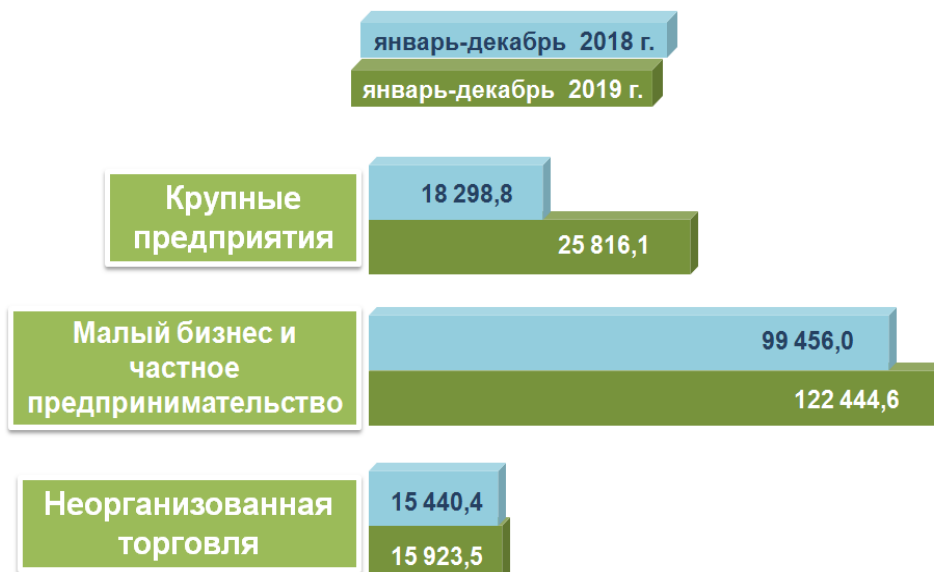 январь-декабрь 2018 г.
январь-декабрь 2019 г.
Крупные
предприятия
18 298,8
25 816,1
Малый бизнес и
частное
предпринимательство
99 456,0
122 444,6
Неорганизованная
торговля
15 440,4
15 923,5